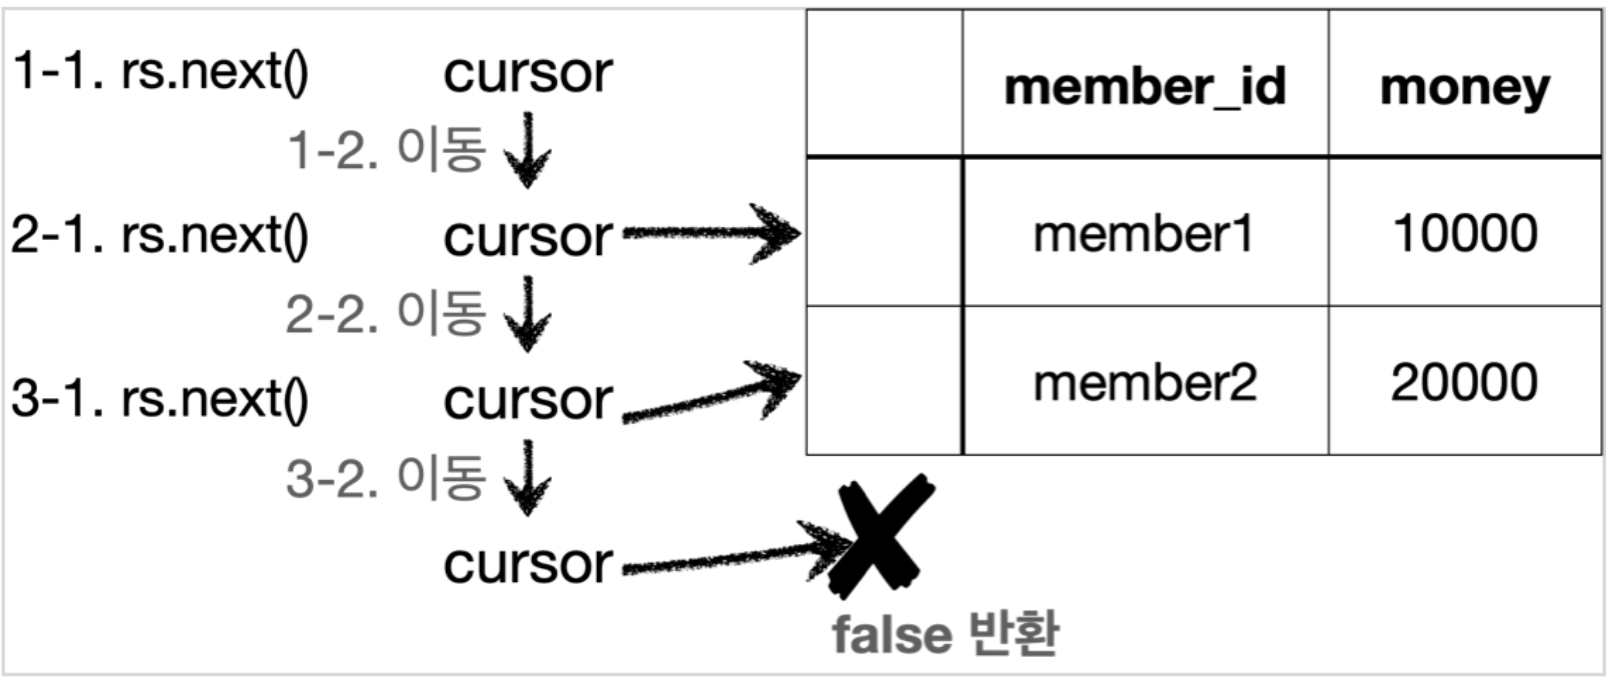 1-1. rs.next() cursor
1-2. 이동
2-1. rs.next() cursor
2-2. 이동
3-1. rs.next() cursor
3-2. 이동
cursor
false 반환
member_id money
member1 10000
member2 20000